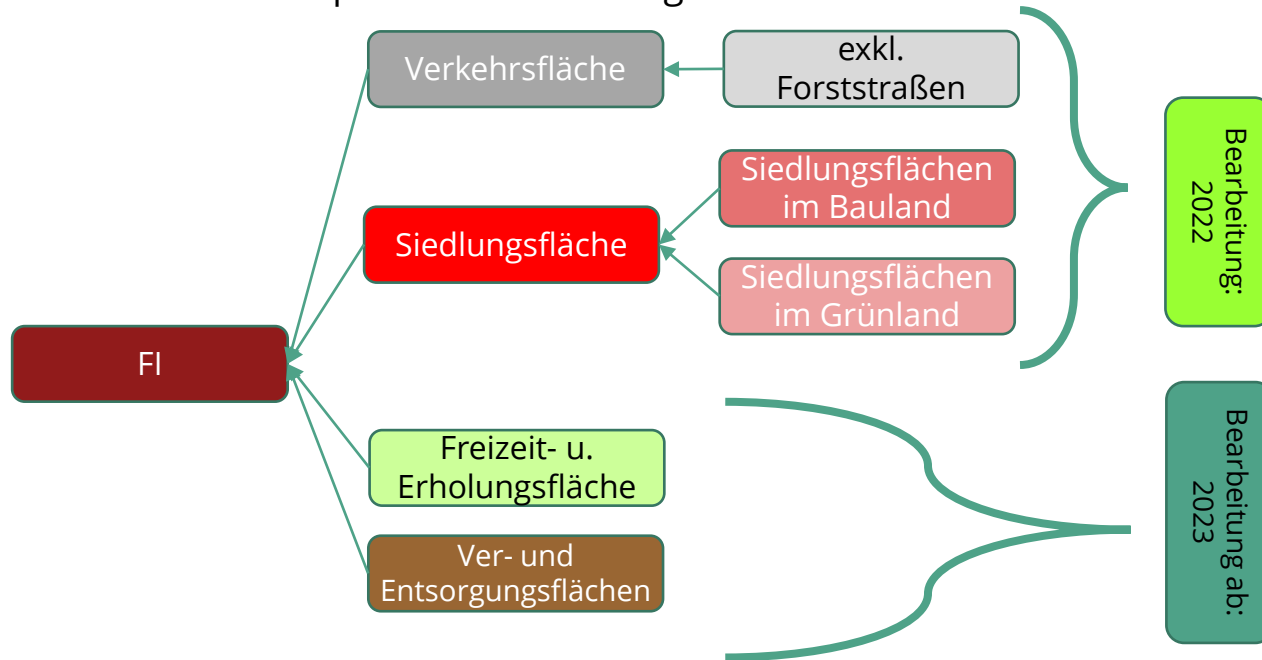 Verkehrsfläche
exkl.
Forststraßen
Siedlungsflächen
im Bauland
Siedlungsfläche
Siedlungsflächen
im Grünland
Bearbeitung:
2022
FI
Freizeit- u.
Erholungsfläche
Ver- und
Entsorgungsflächen
Bearbeitung ab:
2023